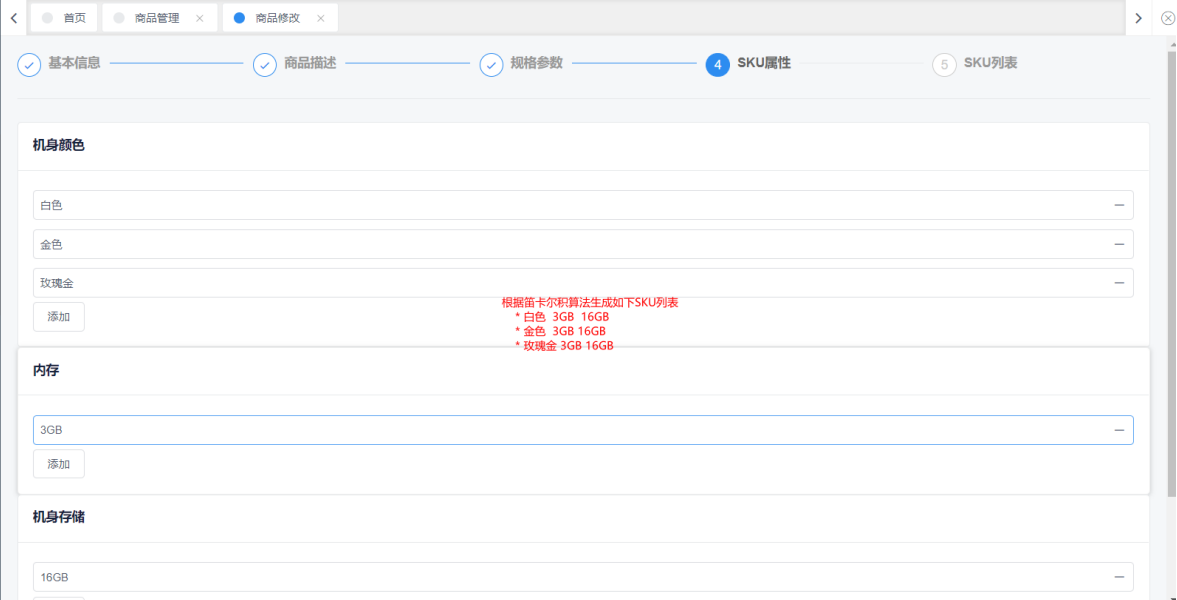 首页 商品管理 商品修改
基本信息 商品描述 规格参数 4 SKU属性 5 SKU列表
机身颜色
白色
金色
玫瑰金
添加
根据笛卡尔积算法生成如下SKU列表
* 白色 3GB 16GB
* 金色 3GB 16GB
* 玫瑰金 3GB 16GB
内存
3GB
添加
机身存储
16GB